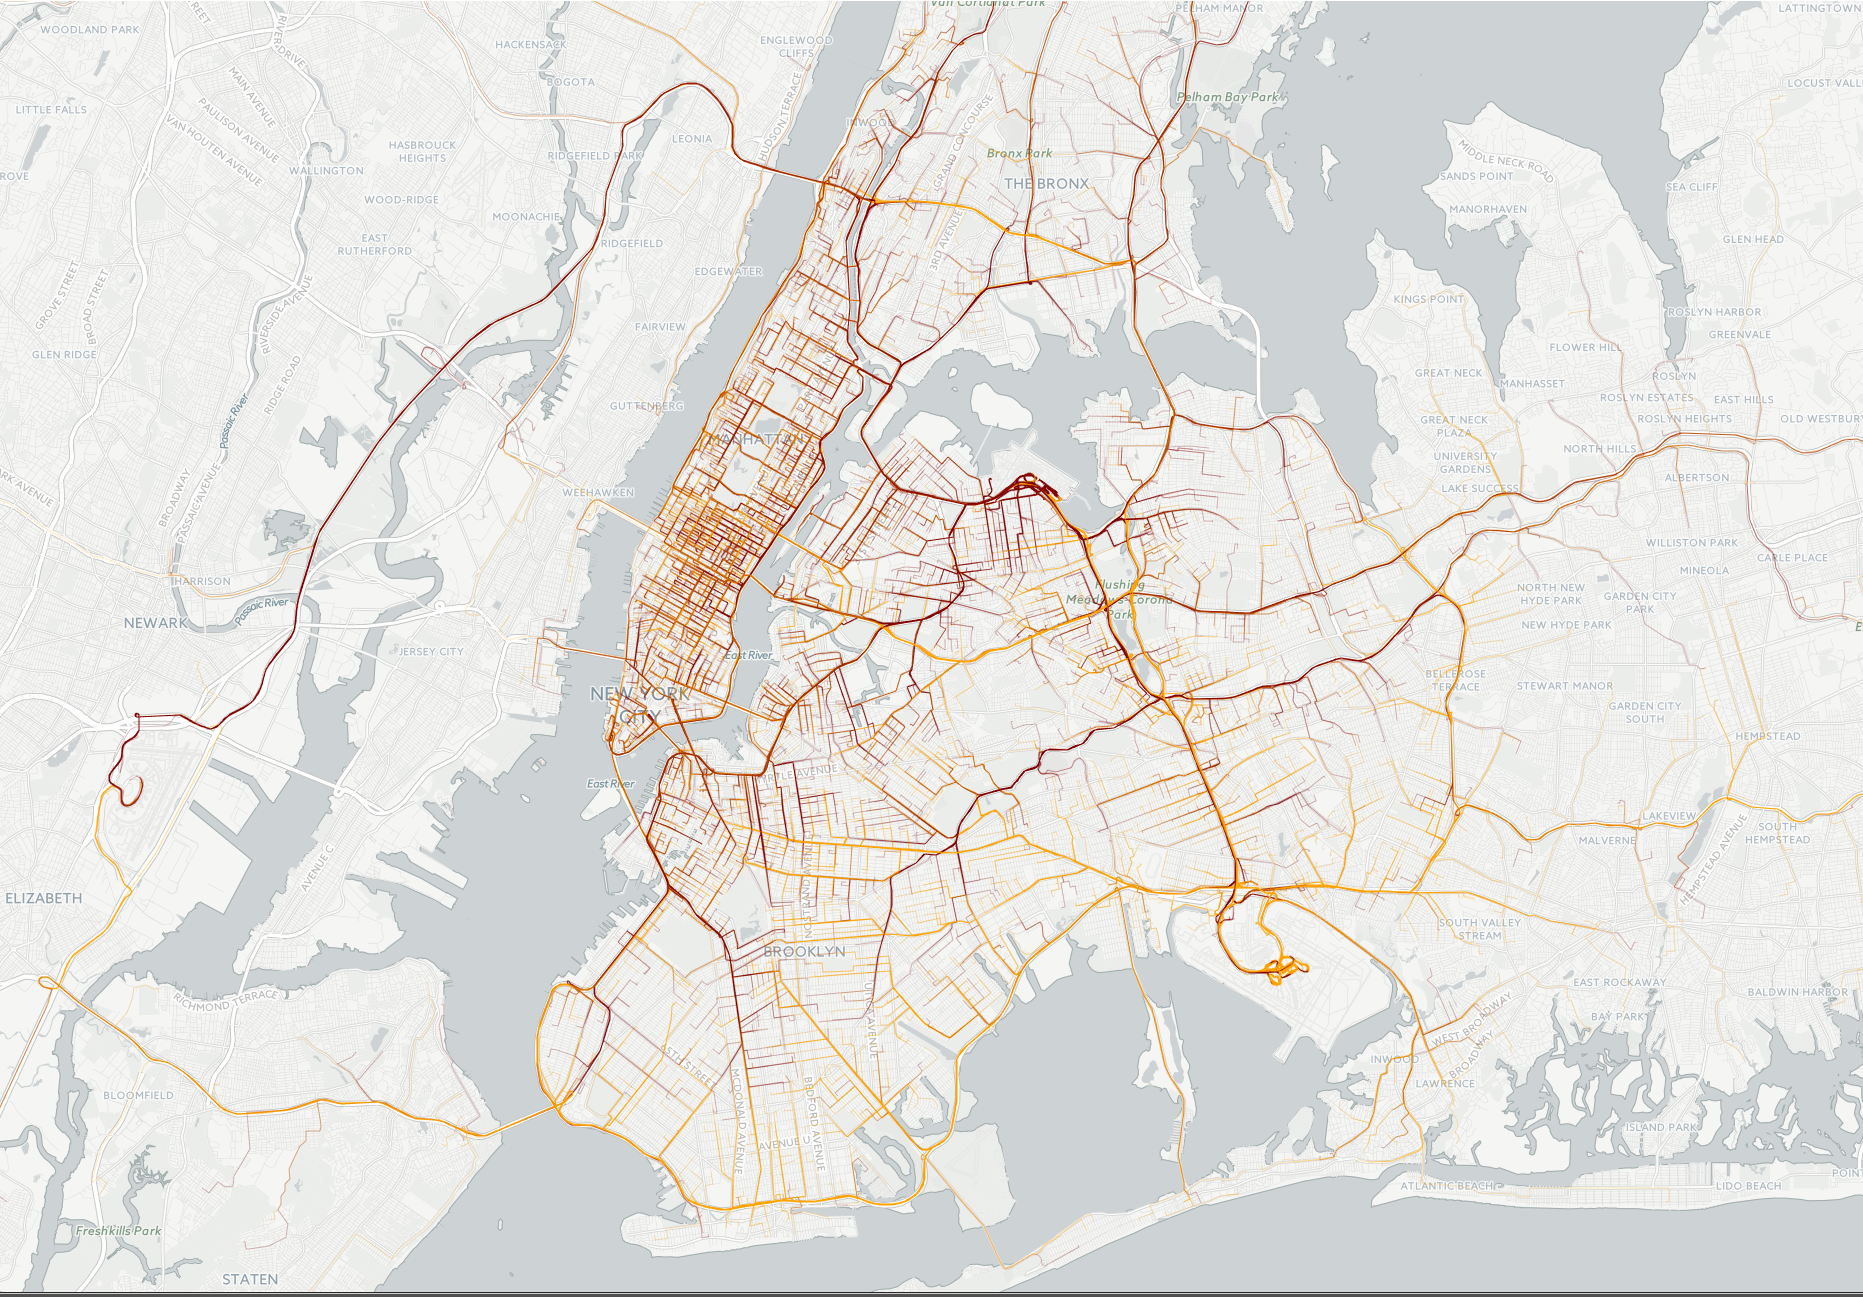 Van Cortlandt Park
PELHAM MANOR
LATTINGTOWN
WOODLAND PARK
RIVER DRIVE
HACKENSACK
ENGLEWOOD
CLIFFS
BOGOTA
LOCUST VALL
MAIN AVENUE
LITTLE FALLS
PAULISON AVENUE
VAN HOUTEN AVENUE
HUDSON TERRACE
Pelham Bay Park
INWOOD
GRAND CONCOURSE
LEONIA
HASBROUCK
HEIGHTS
RIDGEFIELD PARK
Bronx Park
MIDDLE NECK ROAD
WALLINGTON
THE BRONX
SANDS POINT
SEA CLIFF
WOOD-RIDGE
MOONACHIE
MANORHAVEN
EAST
RUTHERFORD
RIDGEFIELD
3RD AVENUE
GLEN HEAD
EDGEWATER
GROVE STREET
BROAD STREET
RIVERSIDE AVENUE
KINGS POINT
ROSLYN HARBOR
FAIRVIEW
GREENVALE
GLEN RIDGE
FLOWER HILL
RIDGE ROAD
GREAT NECK
MANHASSET
ROSLYN
ROSLYN ESTATES
EAST HILLS
GUTTENBERG
Passaic River
GREAT NECK
PLAZA
ROSLYN HEIGHTS
OLD WESTBURY
MANHATTAN
NORTH HILLS
UNIVERSITY
GARDENS
ALBERTSON
PARK AVENUE
BROADWAY
PASSAIC AVENUE
WEEHAWKEN
LAKE SUCCESS
WILLISTON PARK
CARLE PLACE
MINEOLA
HARRISON
Passaic River
Flushing
Meadows-Corona
Park
NORTH NEW
HYDE PARK
GARDEN CITY
PARK
NEWARK
NEW HYDE PARK
JERSEY CITY
East River
BELLEROSE
TERRACE
STEWART MANOR
NEW YORK
CITY
GARDEN CITY
SOUTH
HEMPSTEAD
East River
MYRTLE AVENUE
LAKEVIEW
SOUTH
HEMPSTEAD
MALVERNE
HEMPSTEAD AVENUE
AVENUE C
NOSTRAND AVENUE
ELIZABETH
SOUTH VALLEY
STREAM
BROOKLYN
EAST ROCKAWAY
BALDWIN HARBOR
RICHMOND TERRACE
UTICA AVENUE
BAY PARK
WEST BROADWAY
BROADWAY
INWOOD
LAWRENCE
BLOOMFIELD
MCDONALD AVENUE
BEDFORD AVENUE
AVENUE U
ISLAND PARK
POIN
ATLANTIC BEACH
LIDO BEACH
Freshkills Park
STATEN